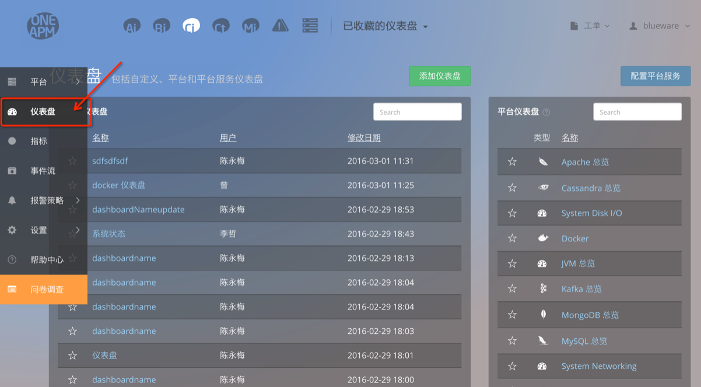 ONE APM
Ai Bi Ci Ct Mi 已收藏的仪表盘 工单 blueware
仪表盘 包括自定义、平台和平台服务仪表盘 添加仪表盘 配置平台服务
平台
仪表盘
指标
事件流
报警策略
设置
帮助中心
问卷调查
仪表盘 Search
名称 用户 修改日期
sdfsdfsdf 陈永梅 2016-03-01 11:31
docker 仪表盘 曾 2016-03-01 11:25
dashboardNameupdate 陈永梅 2016-02-29 18:53
系统状态 李哲 2016-02-29 18:43
dashboardname 陈永梅 2016-02-29 18:13
dashboardname 陈永梅 2016-02-29 18:04
dashboardname 陈永梅 2016-02-29 18:04
dashboardname 陈永梅 2016-02-29 18:03
仪表盘 陈永梅 2016-02-29 18:01
dashboardname 陈永梅 2016-02-29 18:00
平台仪表盘 Search
类型 名称
Apache 总览
Cassandra 总览
System Disk I/O
Docker
JVM 总览
Kafka 总览
MongoDB 总览
MySQL 总览
System Networking